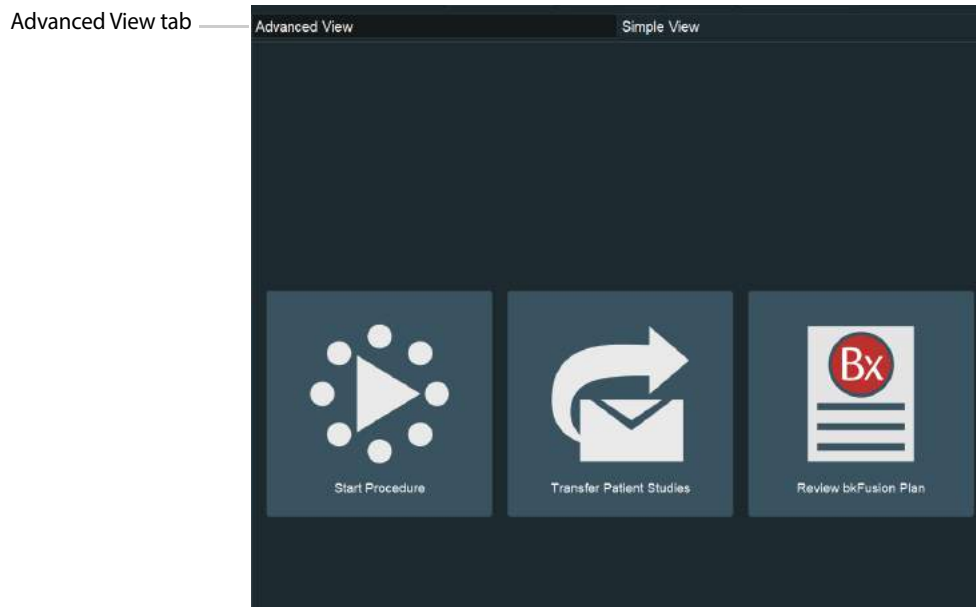 Advanced View tab
Advanced View
Simple View
Bx
Start Procedure
Transfer Patient Studies
Review bkFusion Plan